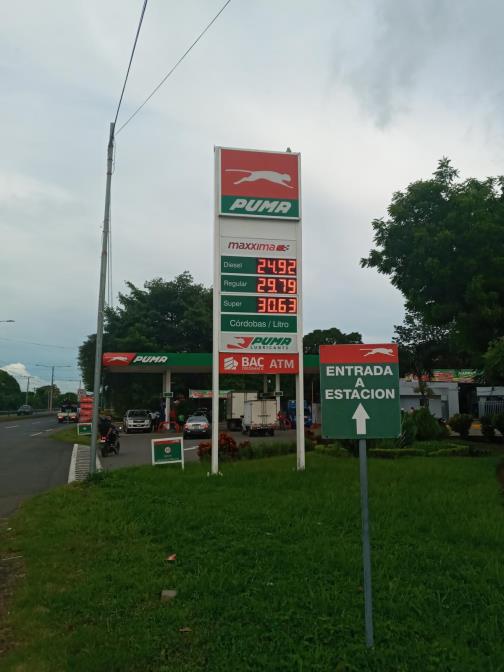 PUMA
maxxima
Diesel 24.92
Regular 29.79
Super 30.63
Córdobas / Litro
PUMA
LUBRICANTS
BAC ATM
CREDOMATIC
PUMA
ENTRADA
A
ESTACION